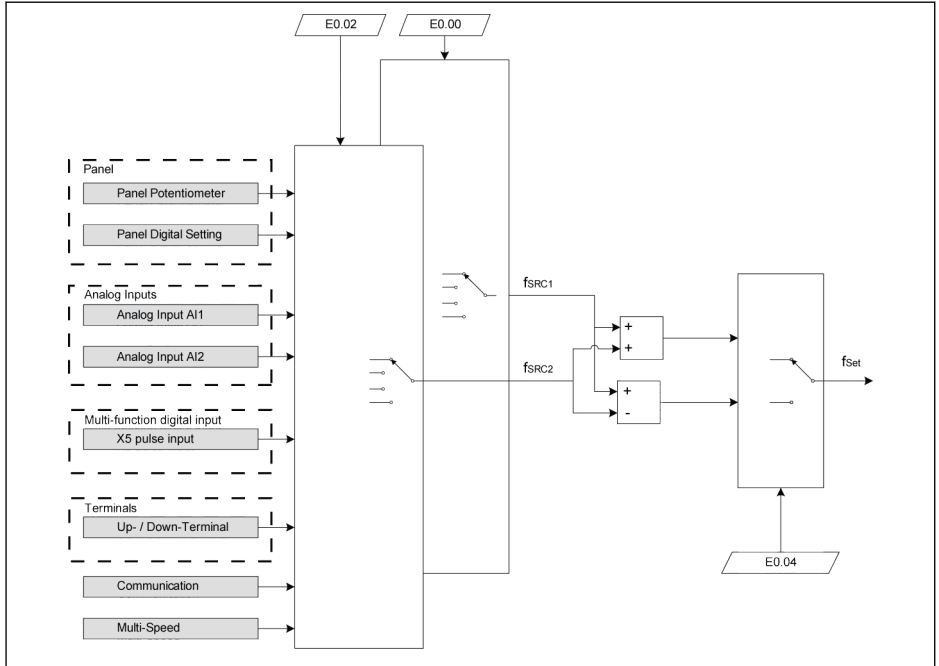 E0.02
E0.00
Panel
Panel Potentiometer
Panel Digital Setting
Analog Inputs
Analog Input AI1
Analog Input AI2
Multi-function digital input
X5 pulse input
Terminals
Up- / Down-Terminal
Communication
Multi-Speed
fSRC1
fSRC2
+
+
+
-
fSet
E0.04